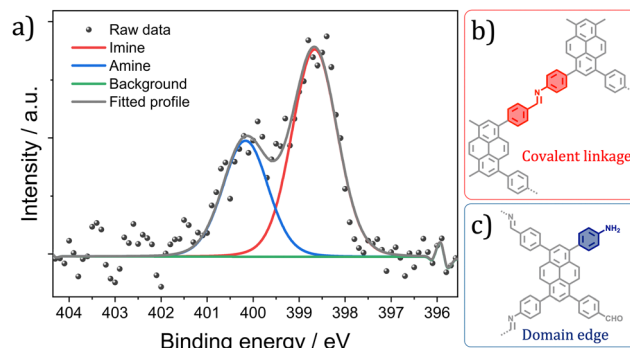 a)
Raw data
Imine
Amine
Background
Fitted profile
Intensity / a.u.
404 403 402 401 400 399 398 397 396
Binding energy / eV
b)
N
Covalent linkage
c)
N
NH₂
N
CHO
Domain edge